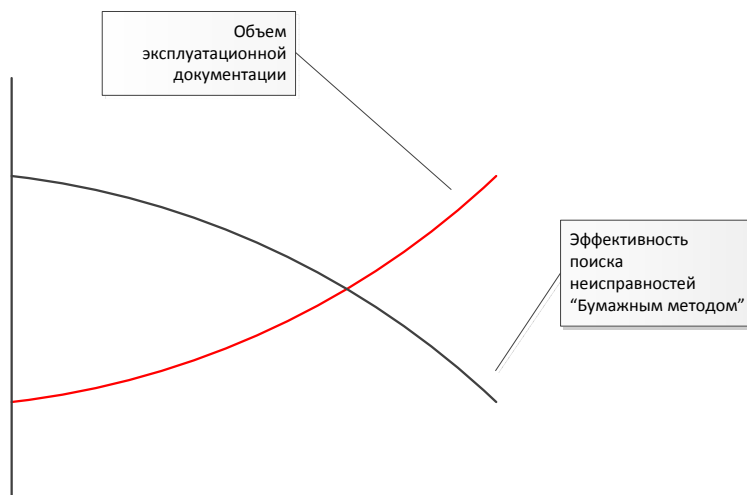 Объем
эксплуатационной
документации
Эффективность
поиска
неисправностей
“Бумажным методом”